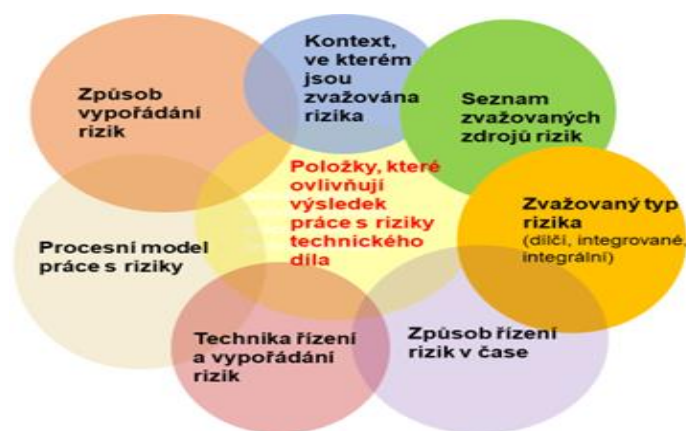 Kontext,
ve kterém
jsou
zvažována
rizika
Způsob
vypořádání
rizik
Seznam
zvažovaných
zdrojů rizik
Položky, které
ovlivňují
výsledek
práce s riziky
technického
díla
Zvažovaný typ
rizika
(dílčí, integrované,
integrální)
Procesní model
práce s riziky
Technika řízení
a vypořádání
rizik
Způsob řízení
rizik v čase